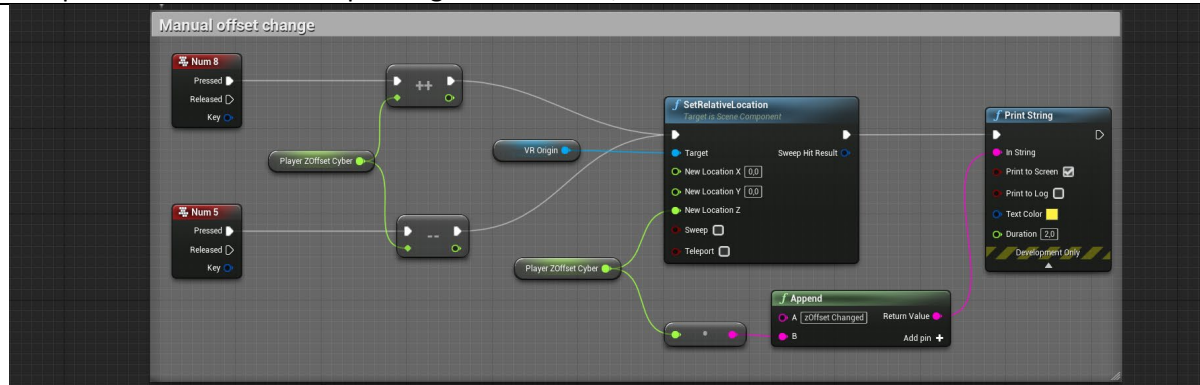 Manual offset change
Num 8
Pressed
Released
Key
++
Player ZOffset Cyber
Num 5
Pressed
Released
Key
--
VR Origin
Player ZOffset Cyber
f SetRelativeLocation
Target is Scene Component
Target Sweep Hit Result
New Location X 0,0
New Location Y 0,0
New Location Z
Sweep
Teleport
f Append
A zOffset Changed Return Value
B Add pin +
f Print String
In String
Print to Screen
Print to Log
Text Color
Duration 2,0
Development Only